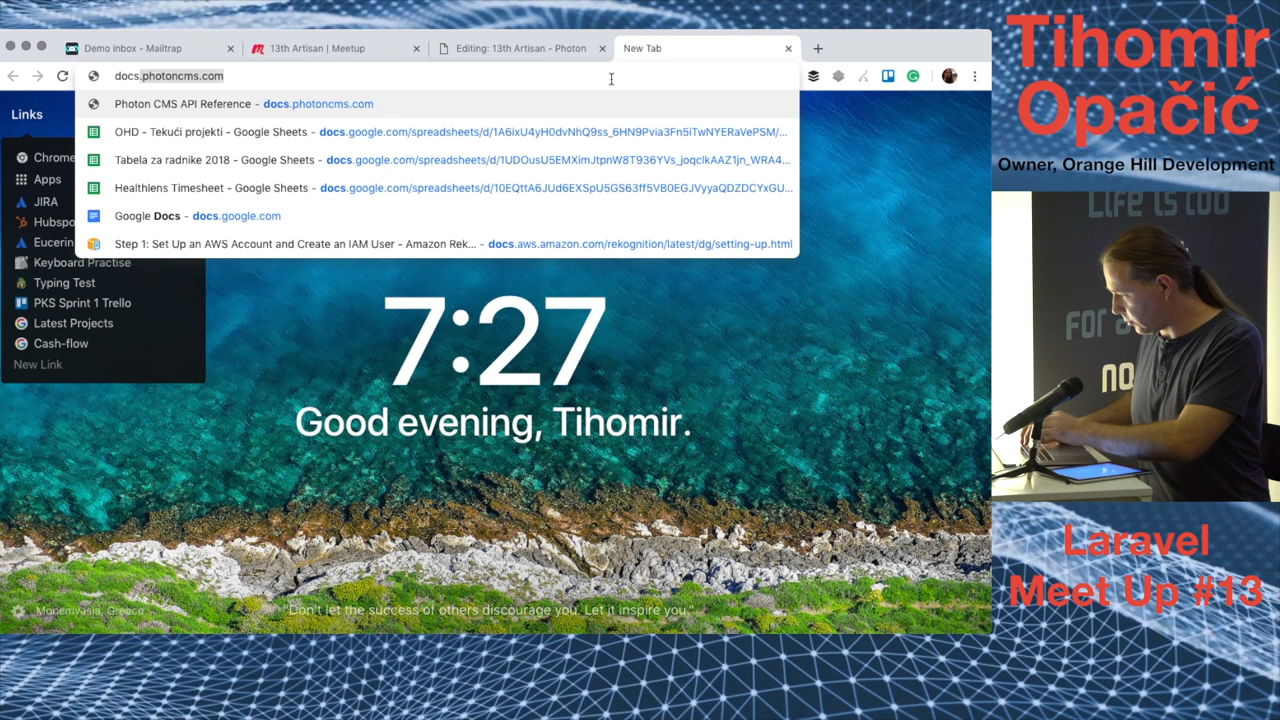 Demo inbox - Mailtrap
13th Artisan | Meetup
Editing: 13th Artisan - Photon
New Tab
docs.photoncms.com
Photon CMS API Reference - docs.photoncms.com
OHD - Tekući projekti - Google Sheets - docs.google.com/spreadsheets/d/1A6ixU4yH0dvNhQ9ss_6HN9Pvia3Fn5iTwNYERaVePSM/...
Tabela za radnike 2018 - Google Sheets - docs.google.com/spreadsheets/d/1UDOusU5EMXimJtpnW8T936YVs_joqclkAAZ1jn_WRA4...
Healthlens Timesheet - Google Sheets - docs.google.com/spreadsheets/d/10EQttA6JUd6EXSpU5GS63ff5VB0EGJVyyaQDZDCYxGU...
Google Docs - docs.google.com
Step 1: Set Up an AWS Account and Create an IAM User - Amazon Rek... - docs.aws.amazon.com/rekognition/latest/dg/setting-up.html
Links
Chrome
Apps
JIRA
Hubspo
Eucerin
Keyboard Practise
Typing Test
PKS Sprint 1 Trello
Latest Projects
Cash-flow
New Link
7:27
Good evening, Tihomir.
Monemvasia, Greece
"Don't let the success of others discourage you. Let it inspire you."
Tihomir
Opačić
Owner, Orange Hill Development
Life is too
for a
no
Laravel
Meet Up #13